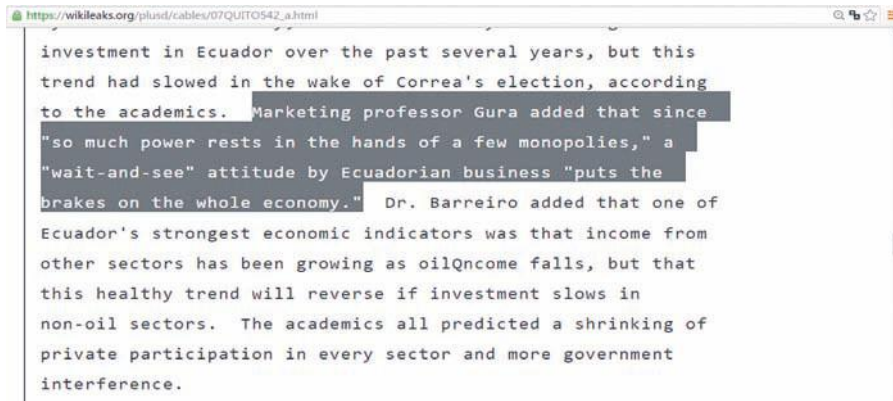 https://wikileaks.org/plusd/cables/07QUITO542_a.html
investment in Ecuador over the past several years, but this
trend had slowed in the wake of Correa's election, according
to the academics.  Marketing professor Gura added that since
"so much power rests in the hands of a few monopolies," a
"wait-and-see" attitude by Ecuadorian business "puts the
brakes on the whole economy."  Dr. Barreiro added that one of
Ecuador's strongest economic indicators was that income from
other sectors has been growing as oilQncome falls, but that
this healthy trend will reverse if investment slows in
non-oil sectors.  The academics all predicted a shrinking of
private participation in every sector and more government
interference.